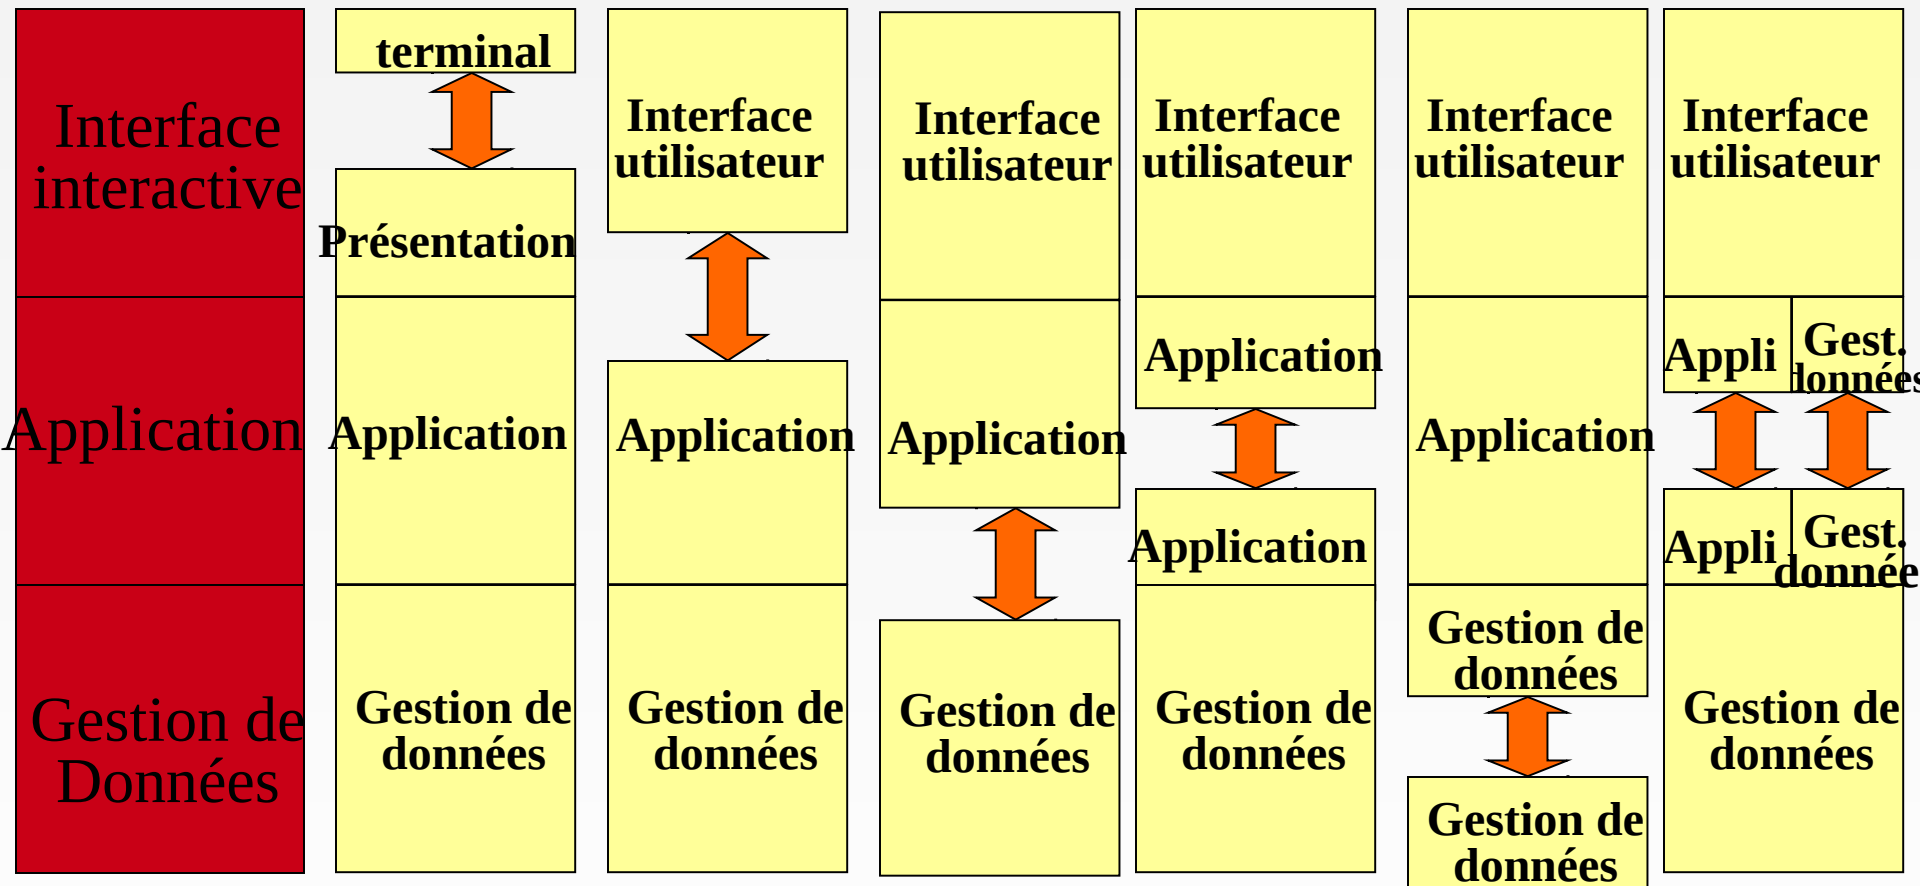 Interface
interactive
Application
Gestion de
Données
terminal
Présentation
Application
Gestion de
données
Interface
utilisateur
Application
Gestion de
données
Interface
utilisateur
Application
Gestion de
données
Interface
utilisateur
Application
Application
Gestion de
données
Interface
utilisateur
Application
Gestion de
données
Gestion de
données
Interface
utilisateur
Appli
Gest.
données
Appli
Gest.
donnée
Gestion de
données